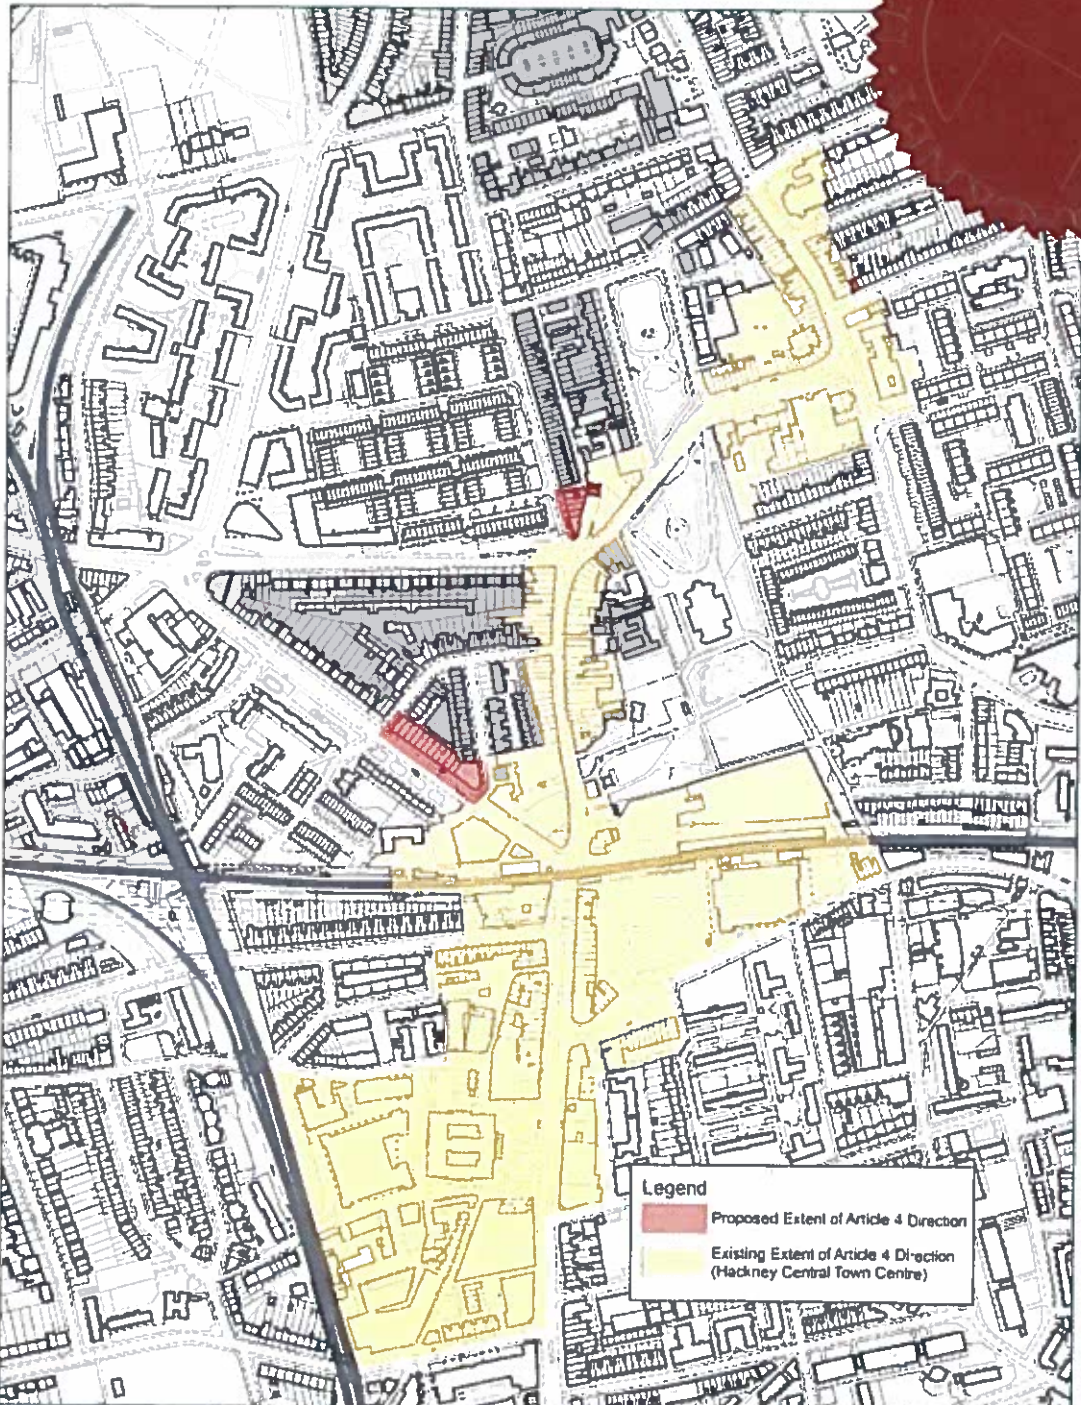 Legend
Proposed Extent of Article 4 Direction
Existing Extent of Article 4 Direction
(Hackney Central Town Centre)